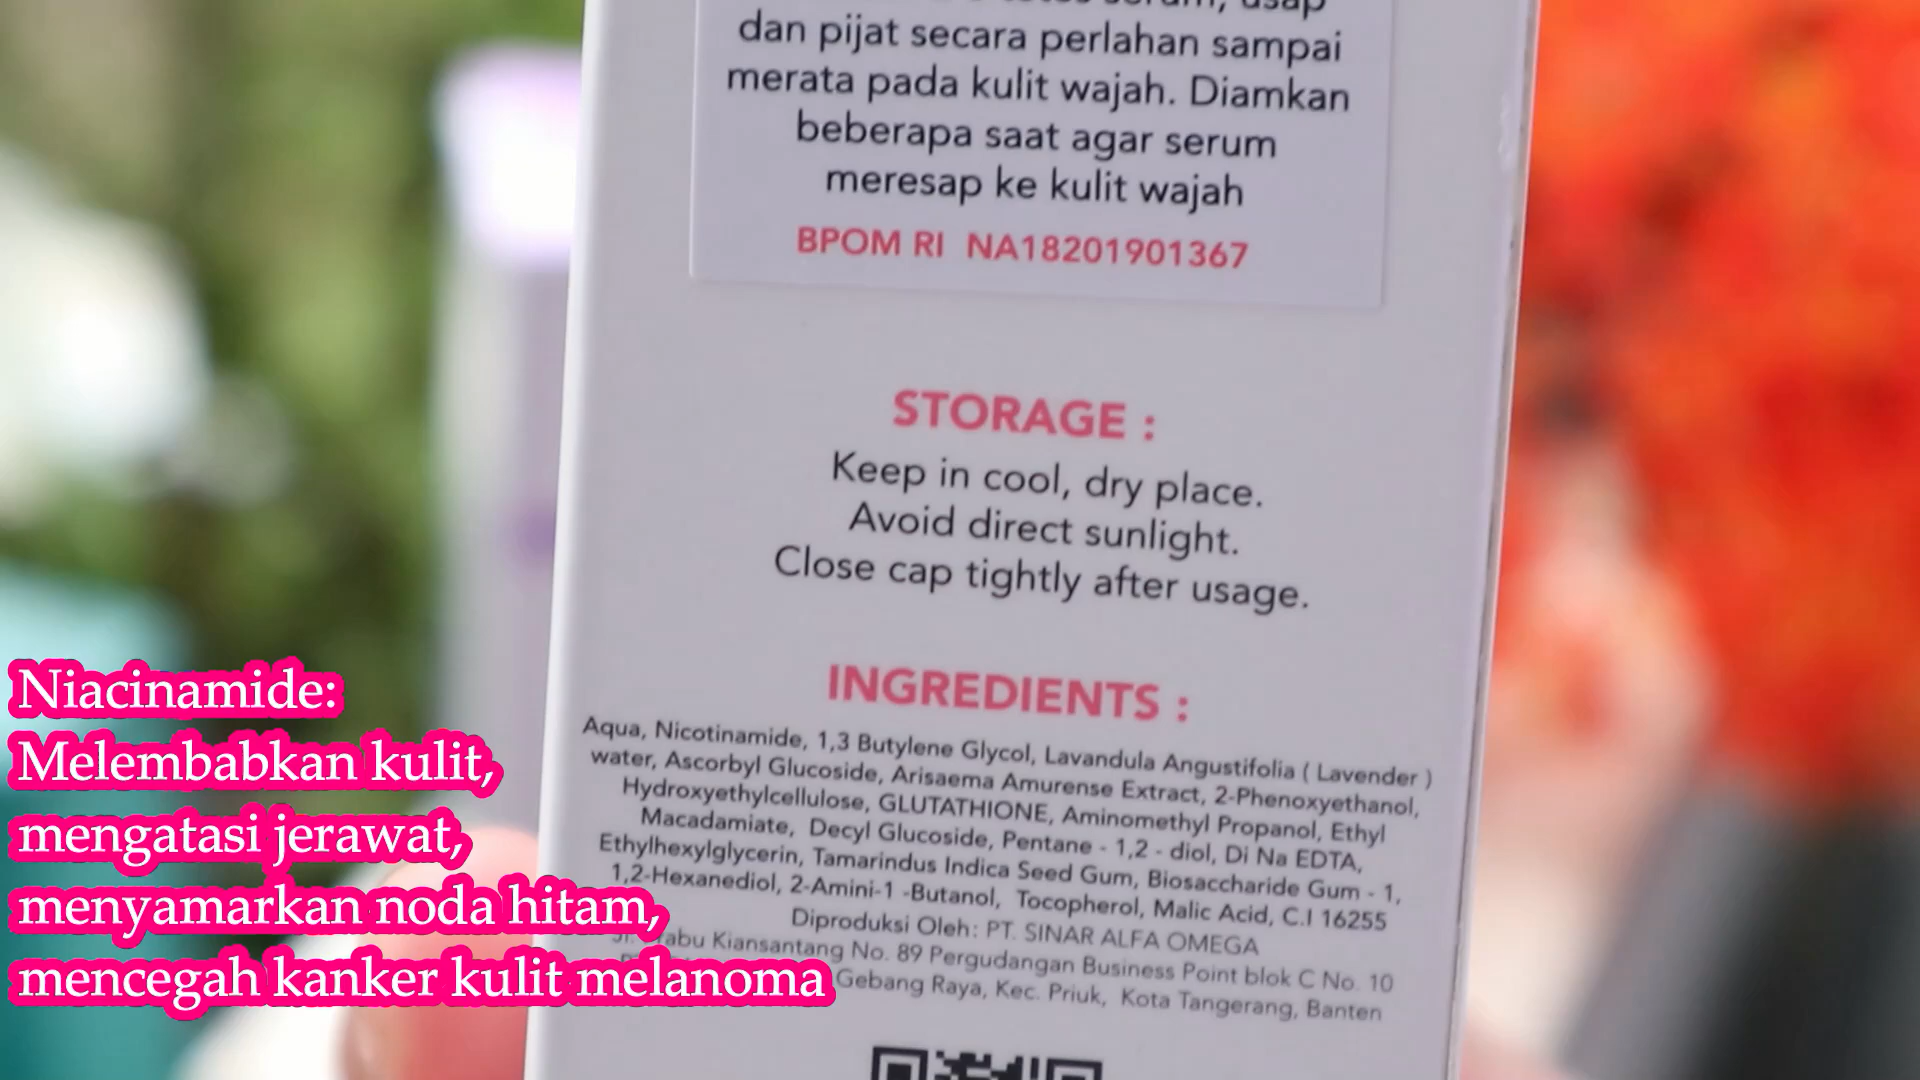 dan pijat secara perlahan sampai
merata pada kulit wajah. Diamkan
beberapa saat agar serum
meresap ke kulit wajah
BPOM RI NA18201901367
STORAGE :
Keep in cool, dry place.
Avoid direct sunlight.
Close cap tightly after usage.
INGREDIENTS :
Aqua, Nicotinamide, 1,3 Butylene Glycol, Lavandula Angustifolia ( Lavender )
water, Ascorbyl Glucoside, Arisaema Amurense Extract, 2-Phenoxyethanol,
Hydroxyethylcellulose, GLUTATHIONE, Aminomethyl Propanol, Ethyl
Macadamiate, Decyl Glucoside, Pentane - 1,2 - diol, Di Na EDTA,
Ethylhexylglycerin, Tamarindus Indica Seed Gum, Biosaccharide Gum - 1,
1,2-Hexanediol, 2-Amini-1 -Butanol, Tocopherol, Malic Acid, C.I 16255
Diproduksi Oleh: PT. SINAR ALFA OMEGA
Kiansantang No. 89 Pergudangan Business Point blok C No. 10
Gebang Raya, Kec. Priuk, Kota Tangerang, Banten
Niacinamide:
Melembabkan kulit,
mengatasi jerawat,
menyamarkan noda hitam,
mencegah kanker kulit melanoma